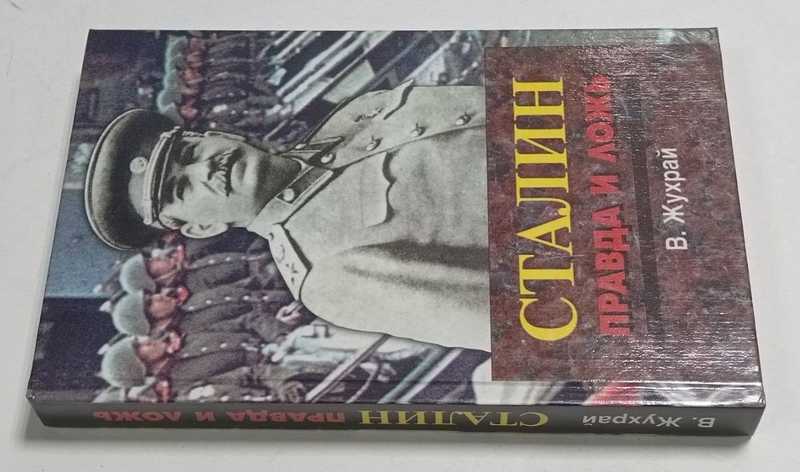 СТАЛИН
ПРАВДА И ЛОЖЬ
В. Жухрай
В. Жухрай СТАЛИН ПРАВДА И ЛОЖЬ